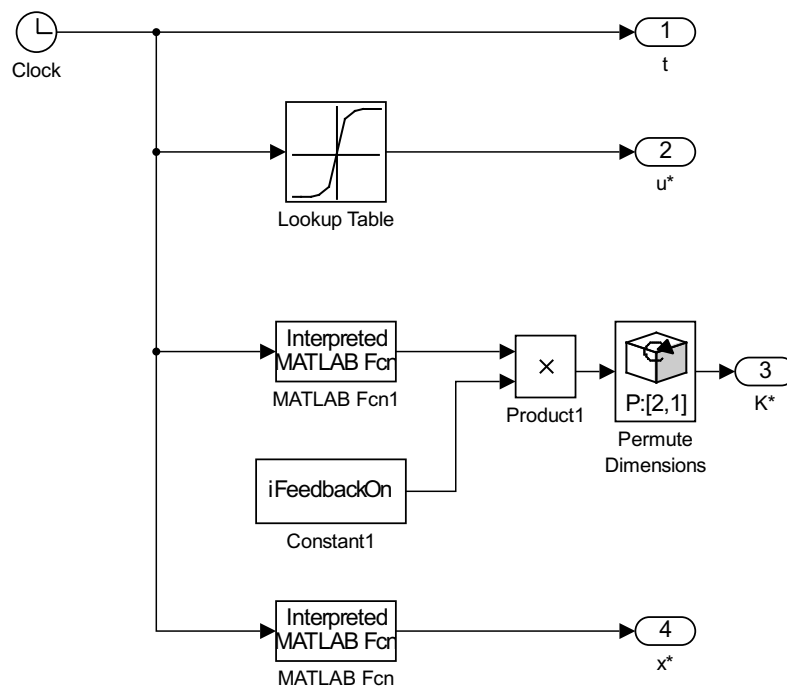 1
Clock
t
2
u*
Lookup Table
Interpreted
MATLAB Fcn
MATLAB Fcn1
×
Product1
P:[2,1]
Permute
Dimensions
3
K*
iFeedbackOn
Constant1
Interpreted
MATLAB Fcn
MATLAB Fcn
4
x*